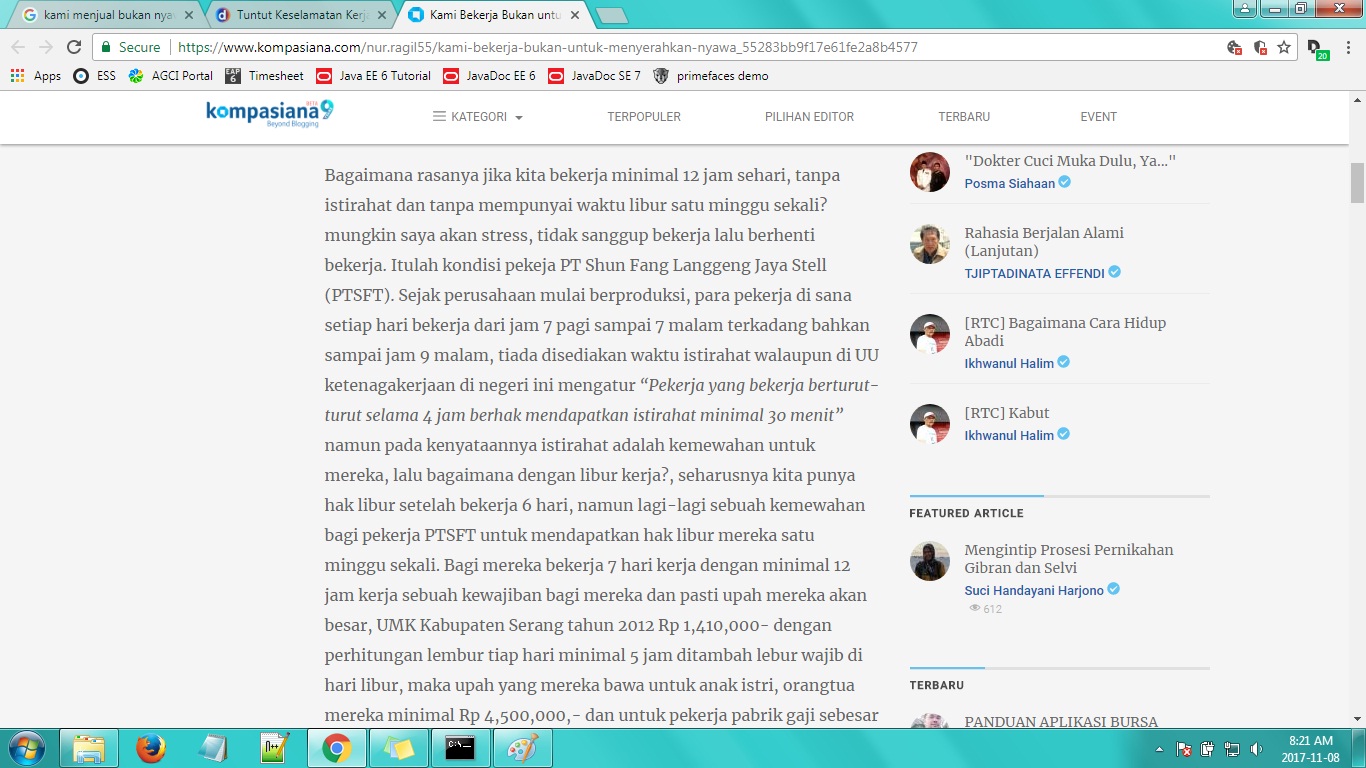 kami menjual bukan nyaw
Tuntut Keselamatan Kerja
Kami Bekerja Bukan untu
Secure
https://www.kompasiana.com/nur.ragil55/kami-bekerja-bukan-untuk-menyerahkan-nyawa_55283bb9f17e61fe2a8b4577
20
Apps
ESS
AGCI Portal
EAP 6
Timesheet
Java EE 6 Tutorial
JavaDoc EE 6
JavaDoc SE 7
primefaces demo
kompasiana
BETA
Beyond Blogging
KATEGORI
TERPOPULER
PILIHAN EDITOR
TERBARU
EVENT
Bagaimana rasanya jika kita bekerja minimal 12 jam sehari, tanpa
istirahat dan tanpa mempunyai waktu libur satu minggu sekali?
mungkin saya akan stress, tidak sanggup bekerja lalu berhenti
bekerja. Itulah kondisi pekeja PT Shun Fang Langgeng Jaya Stell
(PTSFT). Sejak perusahaan mulai berproduksi, para pekerja di sana
setiap hari bekerja dari jam 7 pagi sampai 7 malam terkadang bahkan
sampai jam 9 malam, tiada disediakan waktu istirahat walaupun di UU
ketenagakerjaan di negeri ini mengatur “Pekerja yang bekerja berturut-
turut selama 4 jam berhak mendapatkan istirahat minimal 30 menit”
namun pada kenyataannya istirahat adalah kemewahan untuk
mereka, lalu bagaimana dengan libur kerja?, seharusnya kita punya
hak libur setelah bekerja 6 hari, namun lagi-lagi sebuah kemewahan
bagi pekerja PTSFT untuk mendapatkan hak libur mereka satu
minggu sekali. Bagi mereka bekerja 7 hari kerja dengan minimal 12
jam kerja sebuah kewajiban bagi mereka dan pasti upah mereka akan
besar, UMK Kabupaten Serang tahun 2012 Rp 1,410,000- dengan
perhitungan lembur tiap hari minimal 5 jam ditambah lebur wajib di
hari libur, maka upah yang mereka bawa untuk anak istri, orangtua
mereka minimal Rp 4,500,000,- dan untuk pekerja pabrik gaji sebesar
"Dokter Cuci Muka Dulu, Ya..."
Posma Siahaan
Rahasia Berjalan Alami
(Lanjutan)
TJIPTADINATA EFFENDI
[RTC] Bagaimana Cara Hidup
Abadi
Ikhwanul Halim
[RTC] Kabut
Ikhwanul Halim
FEATURED ARTICLE
Mengintip Prosesi Pernikahan
Gibran dan Selvi
Suci Handayani Harjono
612
TERBARU
PANDUAN APLIKASI BURSA
8:21 AM
2017-11-08